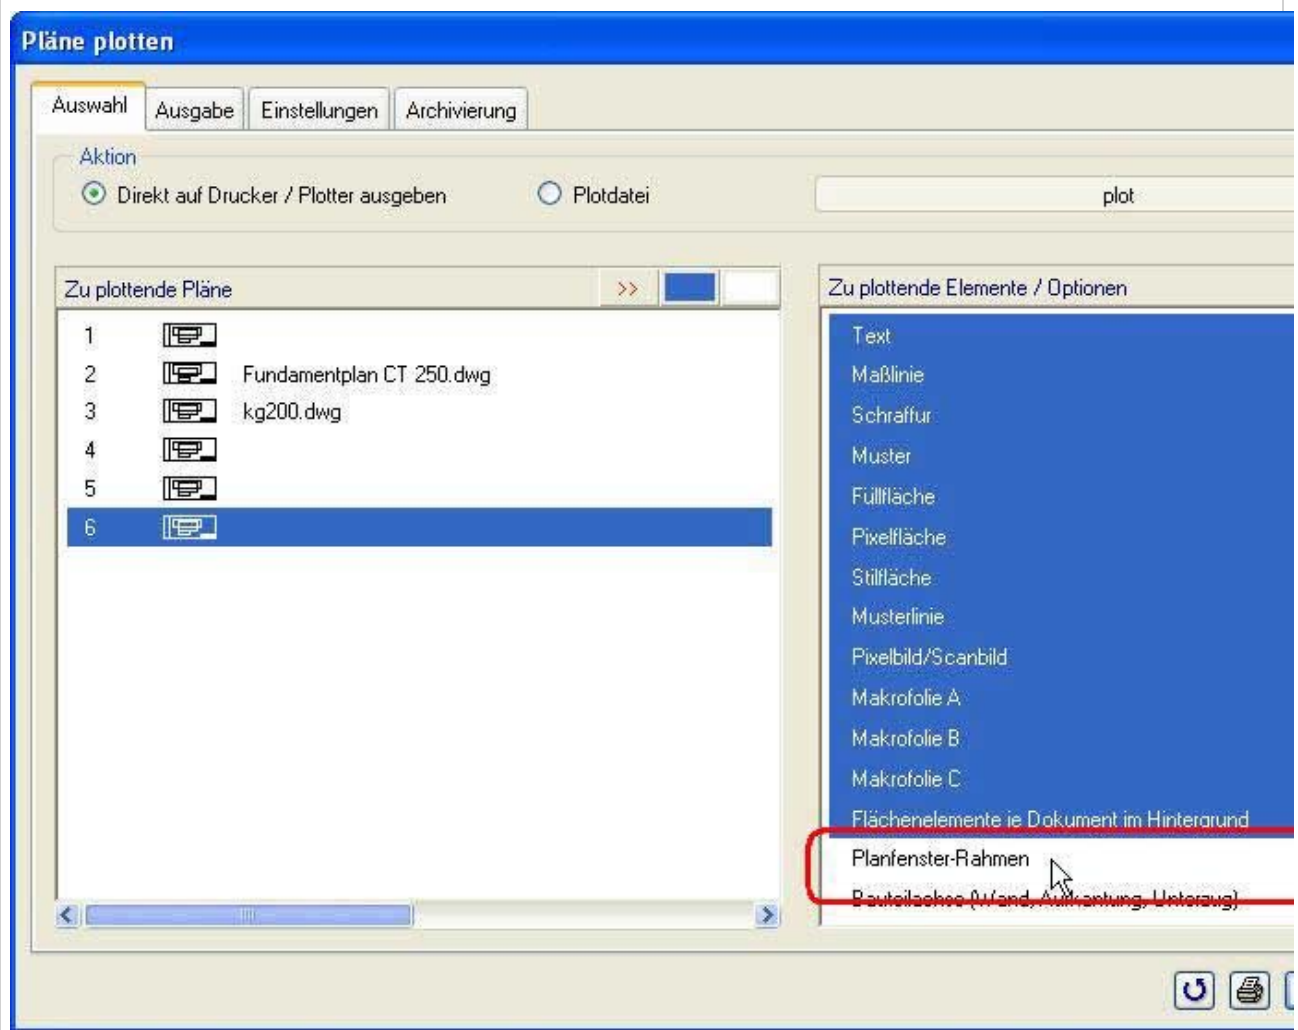 Pläne plotten
Auswahl Ausgabe Einstellungen Archivierung
Aktion
Direkt auf Drucker / Plotter ausgeben Plotdatei plot
Zu plottende Pläne >>
1
2 Fundamentplan CT 250.dwg
3 kg200.dwg
4
5
6
Zu plottende Elemente / Optionen
Text
Maßlinie
Schraffur
Muster
Füllfläche
Pixelfläche
Stilfläche
Musterlinie
Pixelbild/Scanbild
Makrofolie A
Makrofolie B
Makrofolie C
Flächenelemente je Dokument im Hintergrund
Planfenster-Rahmen
Bauteilachse (Wand, Aufkantung, Unterzug)